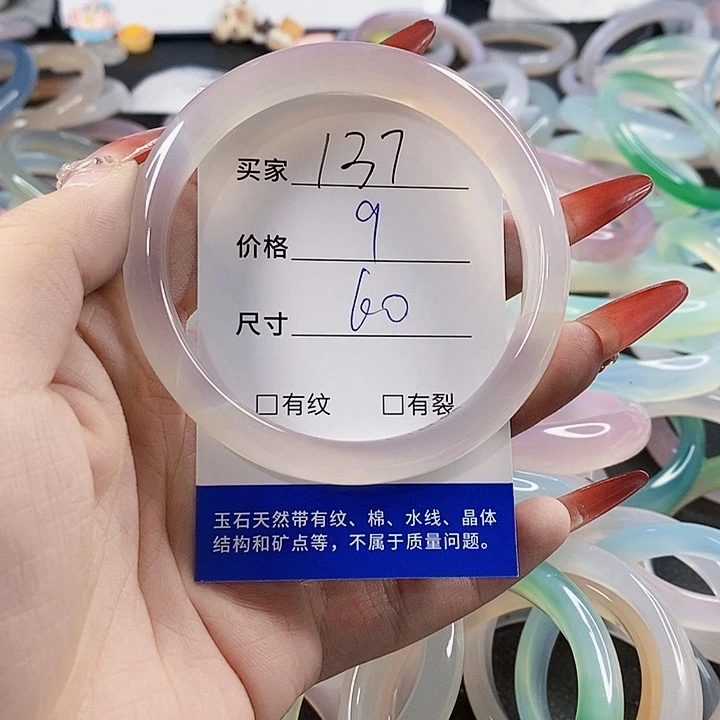 买家 137
价格 9
尺寸 60
□有纹 □有裂
玉石天然带有纹、棉、水线、晶体
结构和矿点等，不属于质量问题。